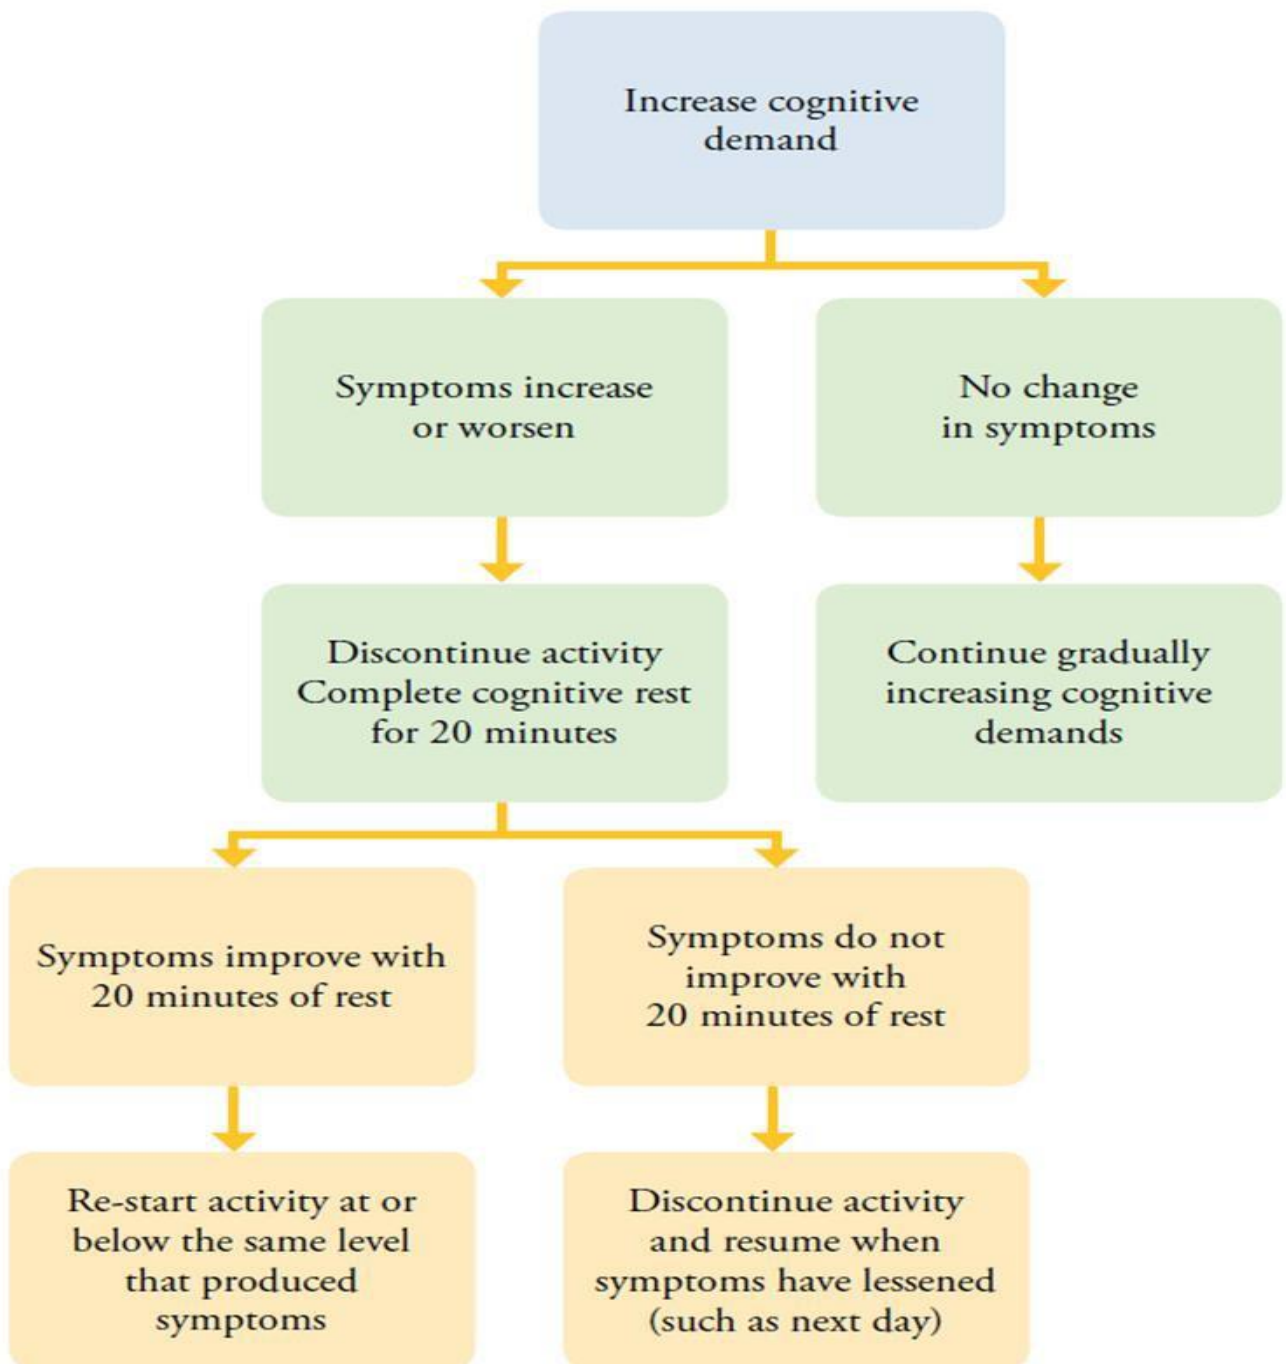 Increase cognitive
demand
Symptoms increase
or worsen
No change
in symptoms
Discontinue activity
Complete cognitive rest
for 20 minutes
Continue gradually
increasing cognitive
demands
Symptoms improve with
20 minutes of rest
Symptoms do not
improve with
20 minutes of rest
Re-start activity at or
below the same level
that produced
symptoms
Discontinue activity
and resume when
symptoms have lessened
(such as next day)